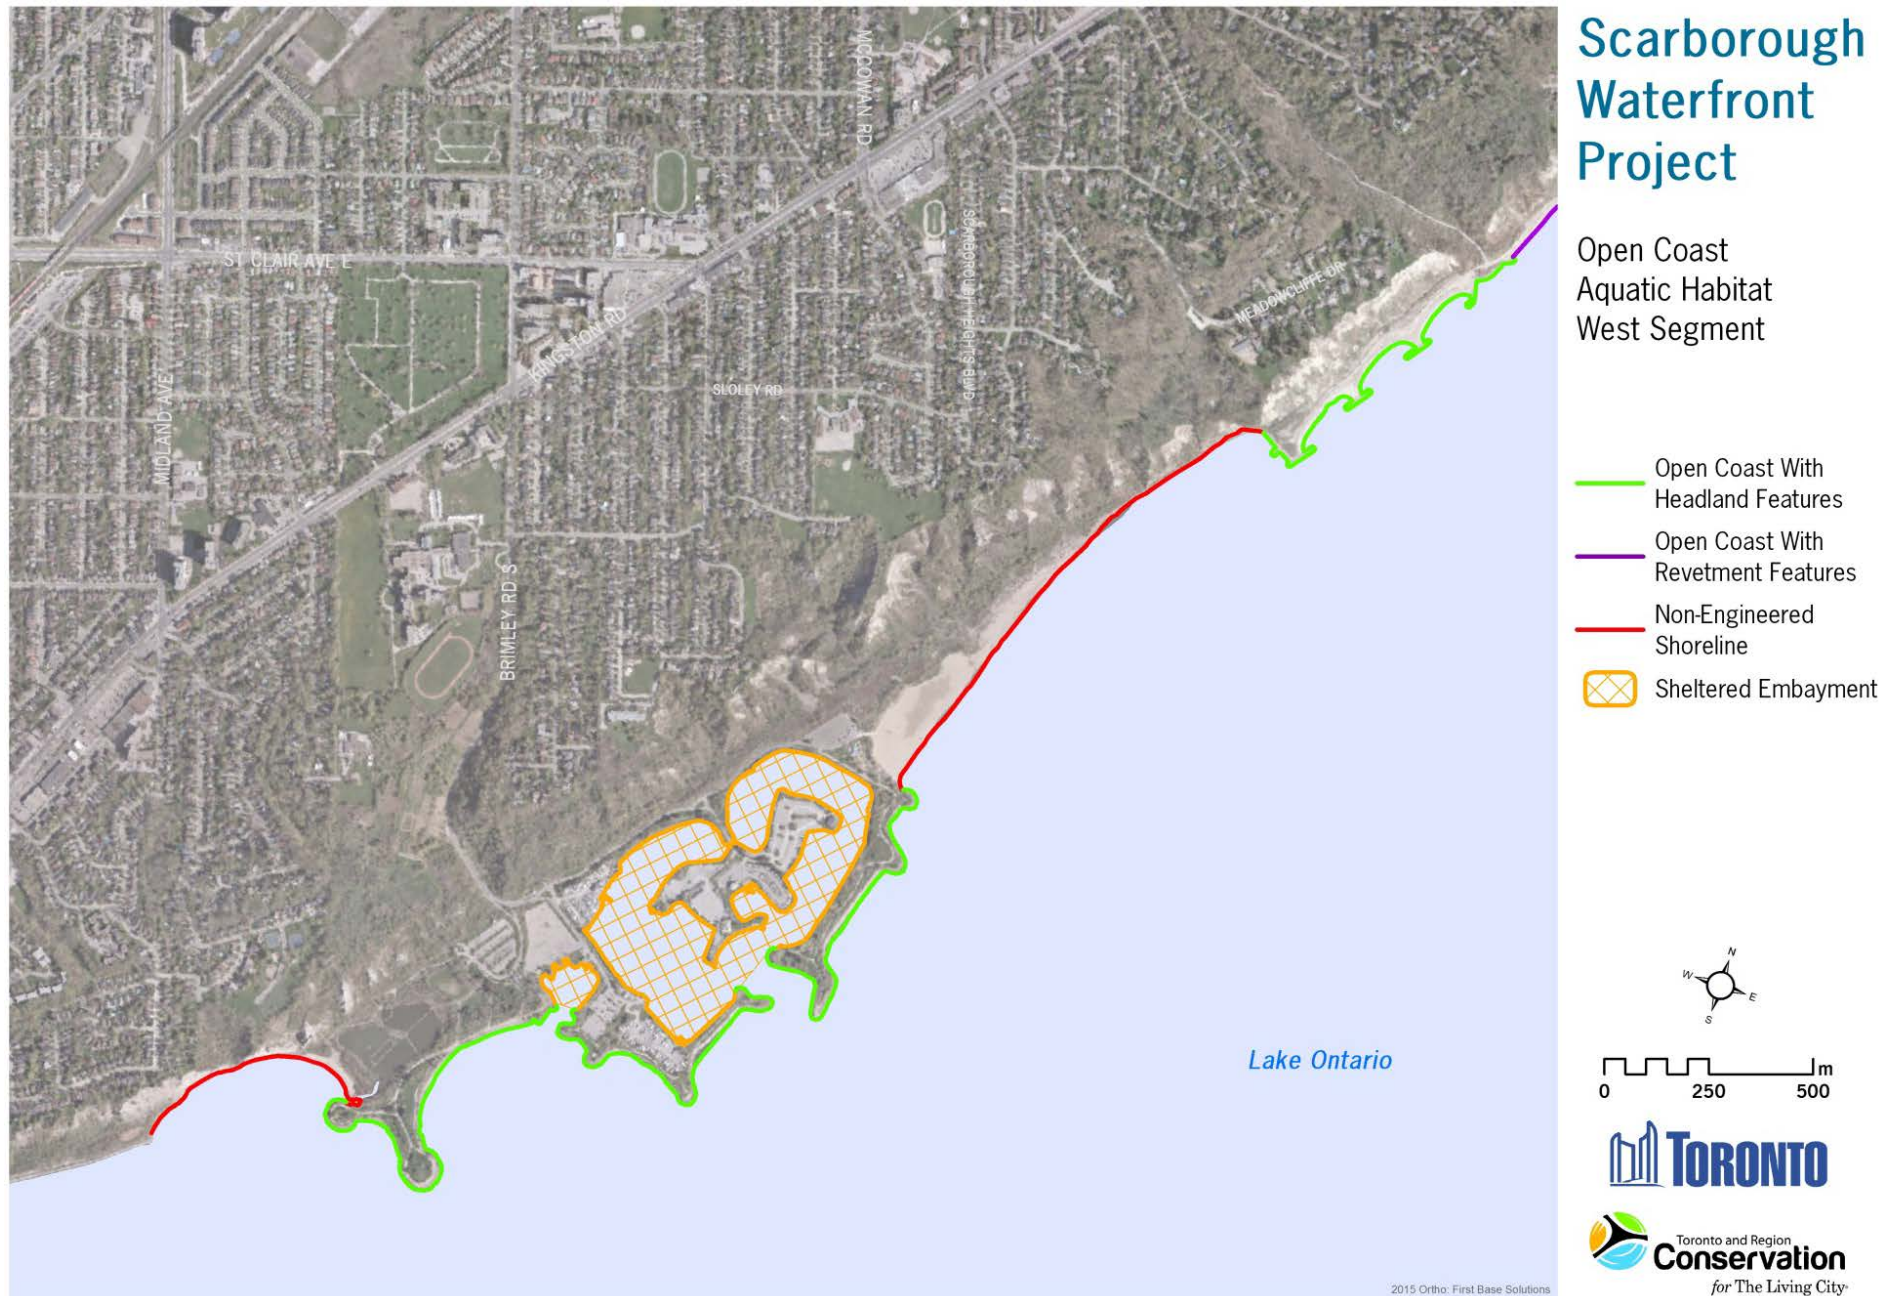 Scarborough
Waterfront
Project
Open Coast
Aquatic Habitat
West Segment
Open Coast With
Headland Features
Open Coast With
Revetment Features
Non-Engineered
Shoreline
Sheltered Embayment
MCCOWAN RD
ST CLAIR AVE E
KINGSTON RD
MIDLAND AVE
SLOLEY RD
SCARBOROUGH HEIGHTS BLVD
MEADOWCLIFFE DR
BRIMLEY RD S
Lake Ontario
N
W
E
S
m
0 250 500
TORONTO
Toronto and Region
Conservation
for The Living City
2015 Ortho: First Base Solutions